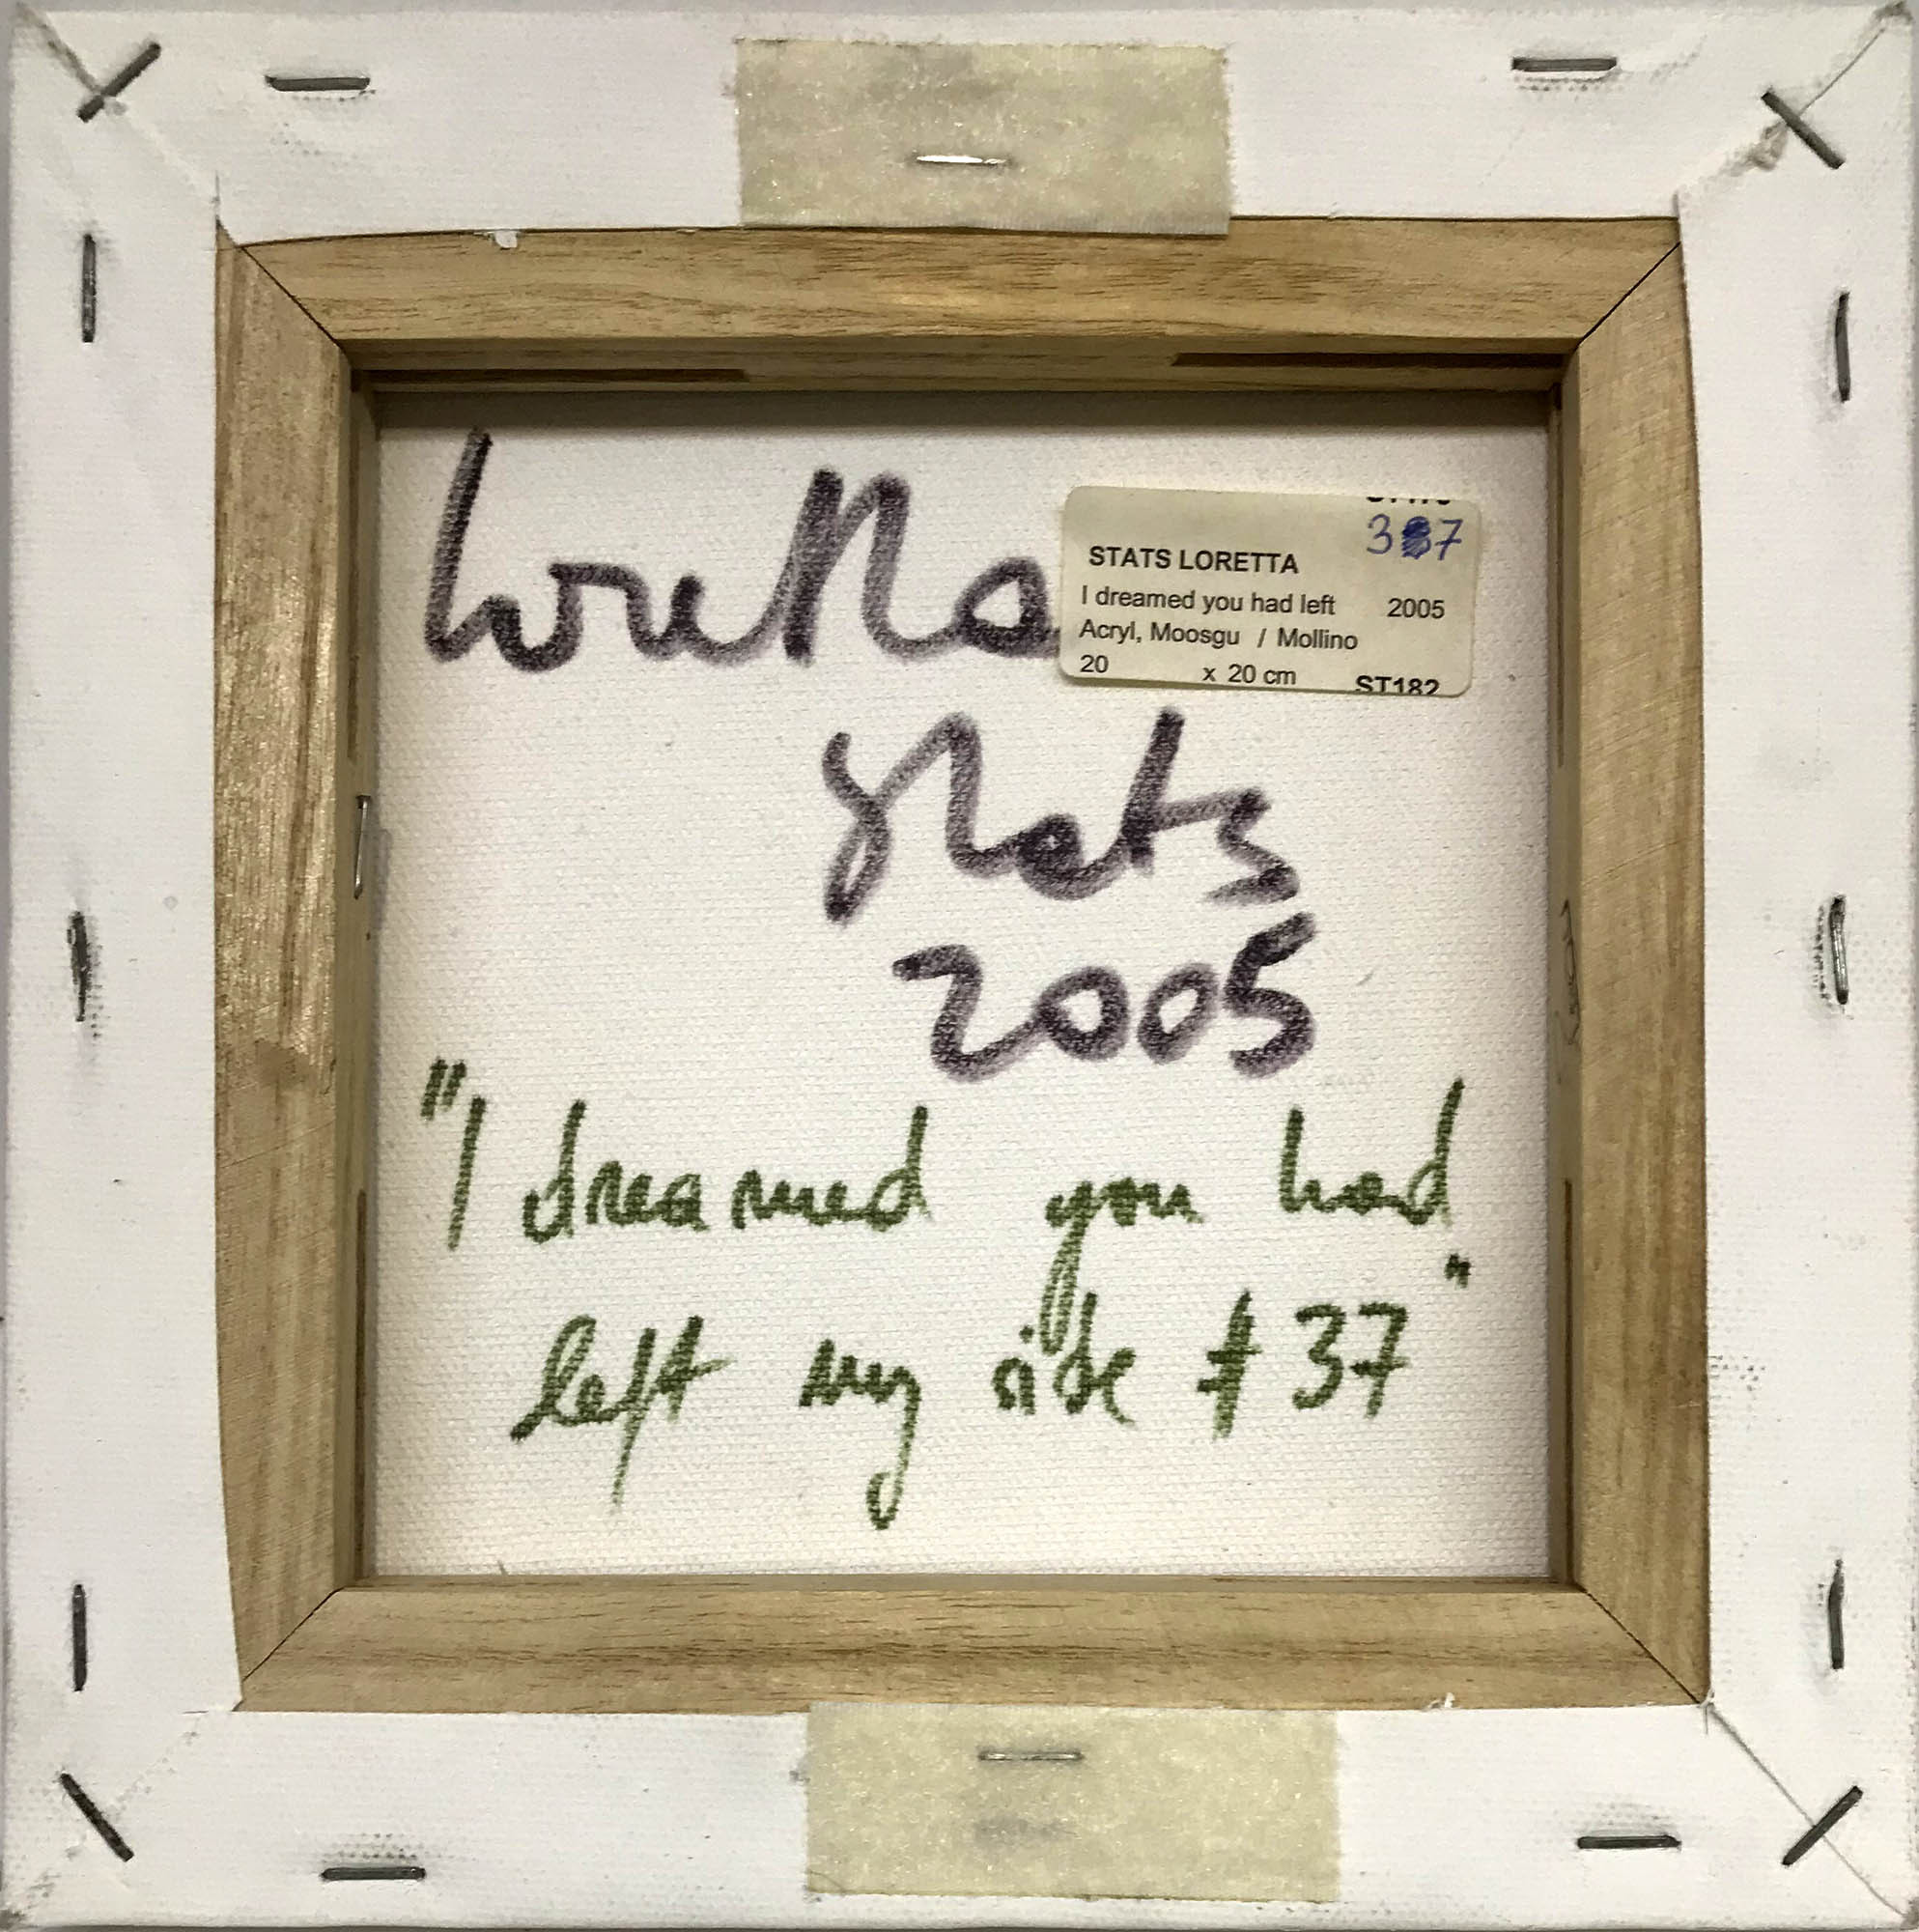 Loretta
Stats
2005
387
STATS LORETTA
I dreamed you had left 2005
Acryl, Moosgu / Mollino
20 x 20 cm ST182
"I dreamed you had
left my side # 37"